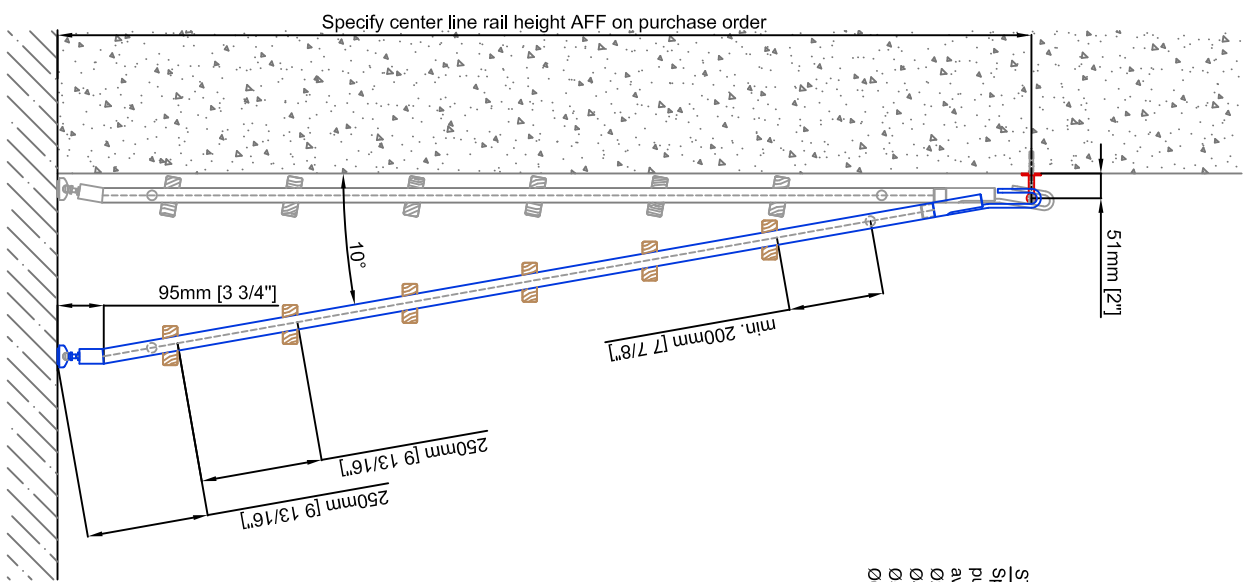 Specify center line rail height AFF on purchase order
51mm [2"]
10°
95mm [3 3/4"]
min. 200mm [7 7/8"]
250mm [9 13/16"]
250mm [9 13/16"]